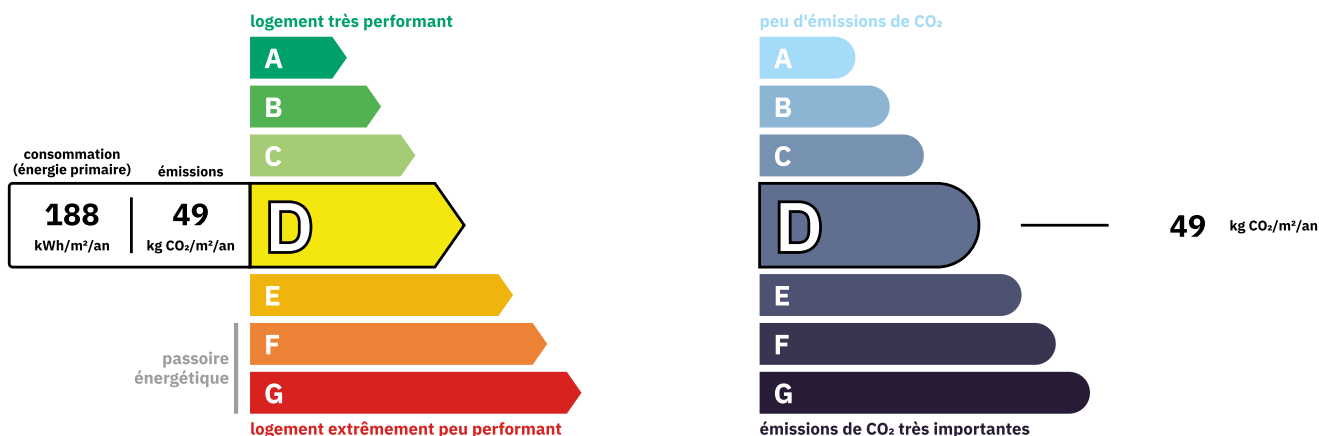 logement très performant
A
B
C
consommation
(énergie primaire)
émissions
188
kWh/m²/an
49
kg CO₂/m²/an
D
E
F
G
passoire
énergétique
logement extrêmement peu performant
peu d'émissions de CO₂
A
B
C
D
49 kg CO₂/m²/an
E
F
G
émissions de CO₂ très importantes